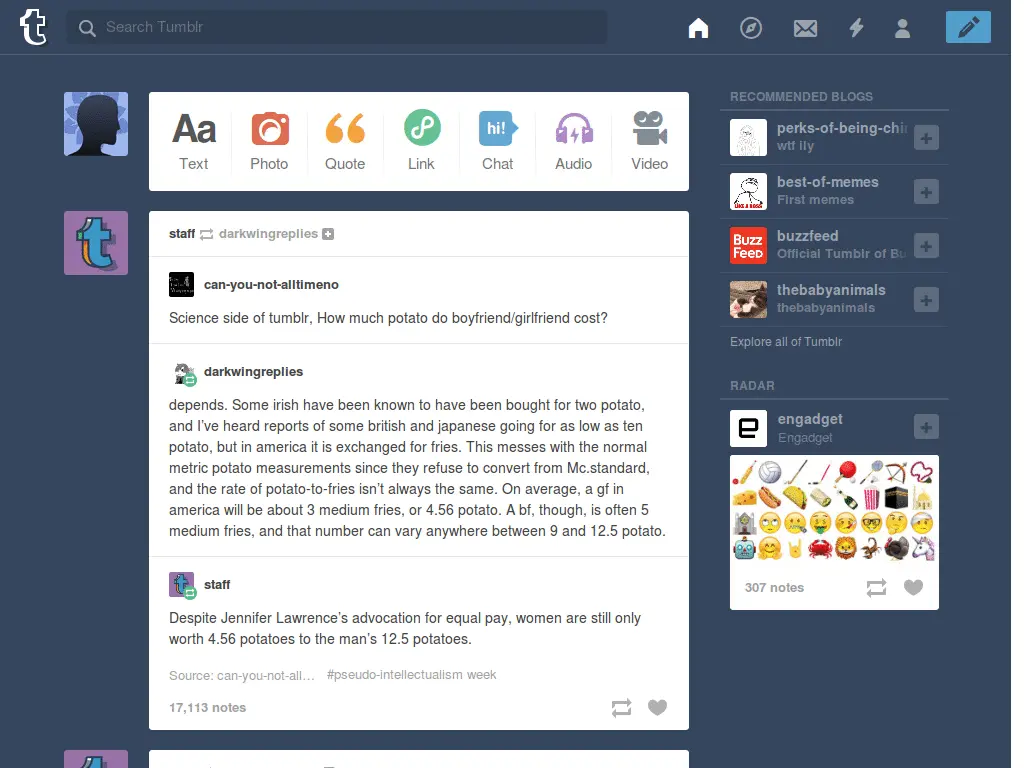 t
Search Tumblr
Aa
hi!
Text
Photo
Quote
Link
Chat
Audio
Video
staff darkwingreplies
can-you-not-alltimeno
Science side of tumblr, How much potato do boyfriend/girlfriend cost?
darkwingreplies
depends. Some irish have been known to have been bought for two potato,
and I've heard reports of some british and japanese going for as low as ten
potato, but in america it is exchanged for fries. This messes with the normal
metric potato measurements since they refuse to convert from Mc.standard,
and the rate of potato-to-fries isn't always the same. On average, a gf in
america will be about 3 medium fries, or 4.56 potato. A bf, though, is often 5
medium fries, and that number can vary anywhere between 9 and 12.5 potato.
staff
Despite Jennifer Lawrence's advocation for equal pay, women are still only
worth 4.56 potatoes to the man's 12.5 potatoes.
Source: can-you-not-all... #pseudo-intellectualism week
17,113 notes
RECOMMENDED BLOGS
perks-of-being-chi
wtf ily
best-of-memes
First memes
LIKE A BOSS
buzzfeed
Official Tumblr of Bu
Buzz
FeeD
thebabyanimals
thebabyanimals
Explore all of Tumblr
RADAR
engadget
Engadget
307 notes